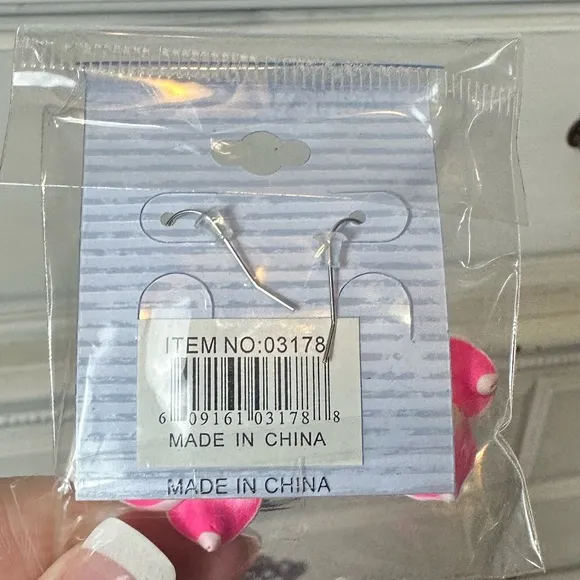 ITEM NO:03178
6 09161 03178 8
MADE IN CHINA
MADE IN CHINA